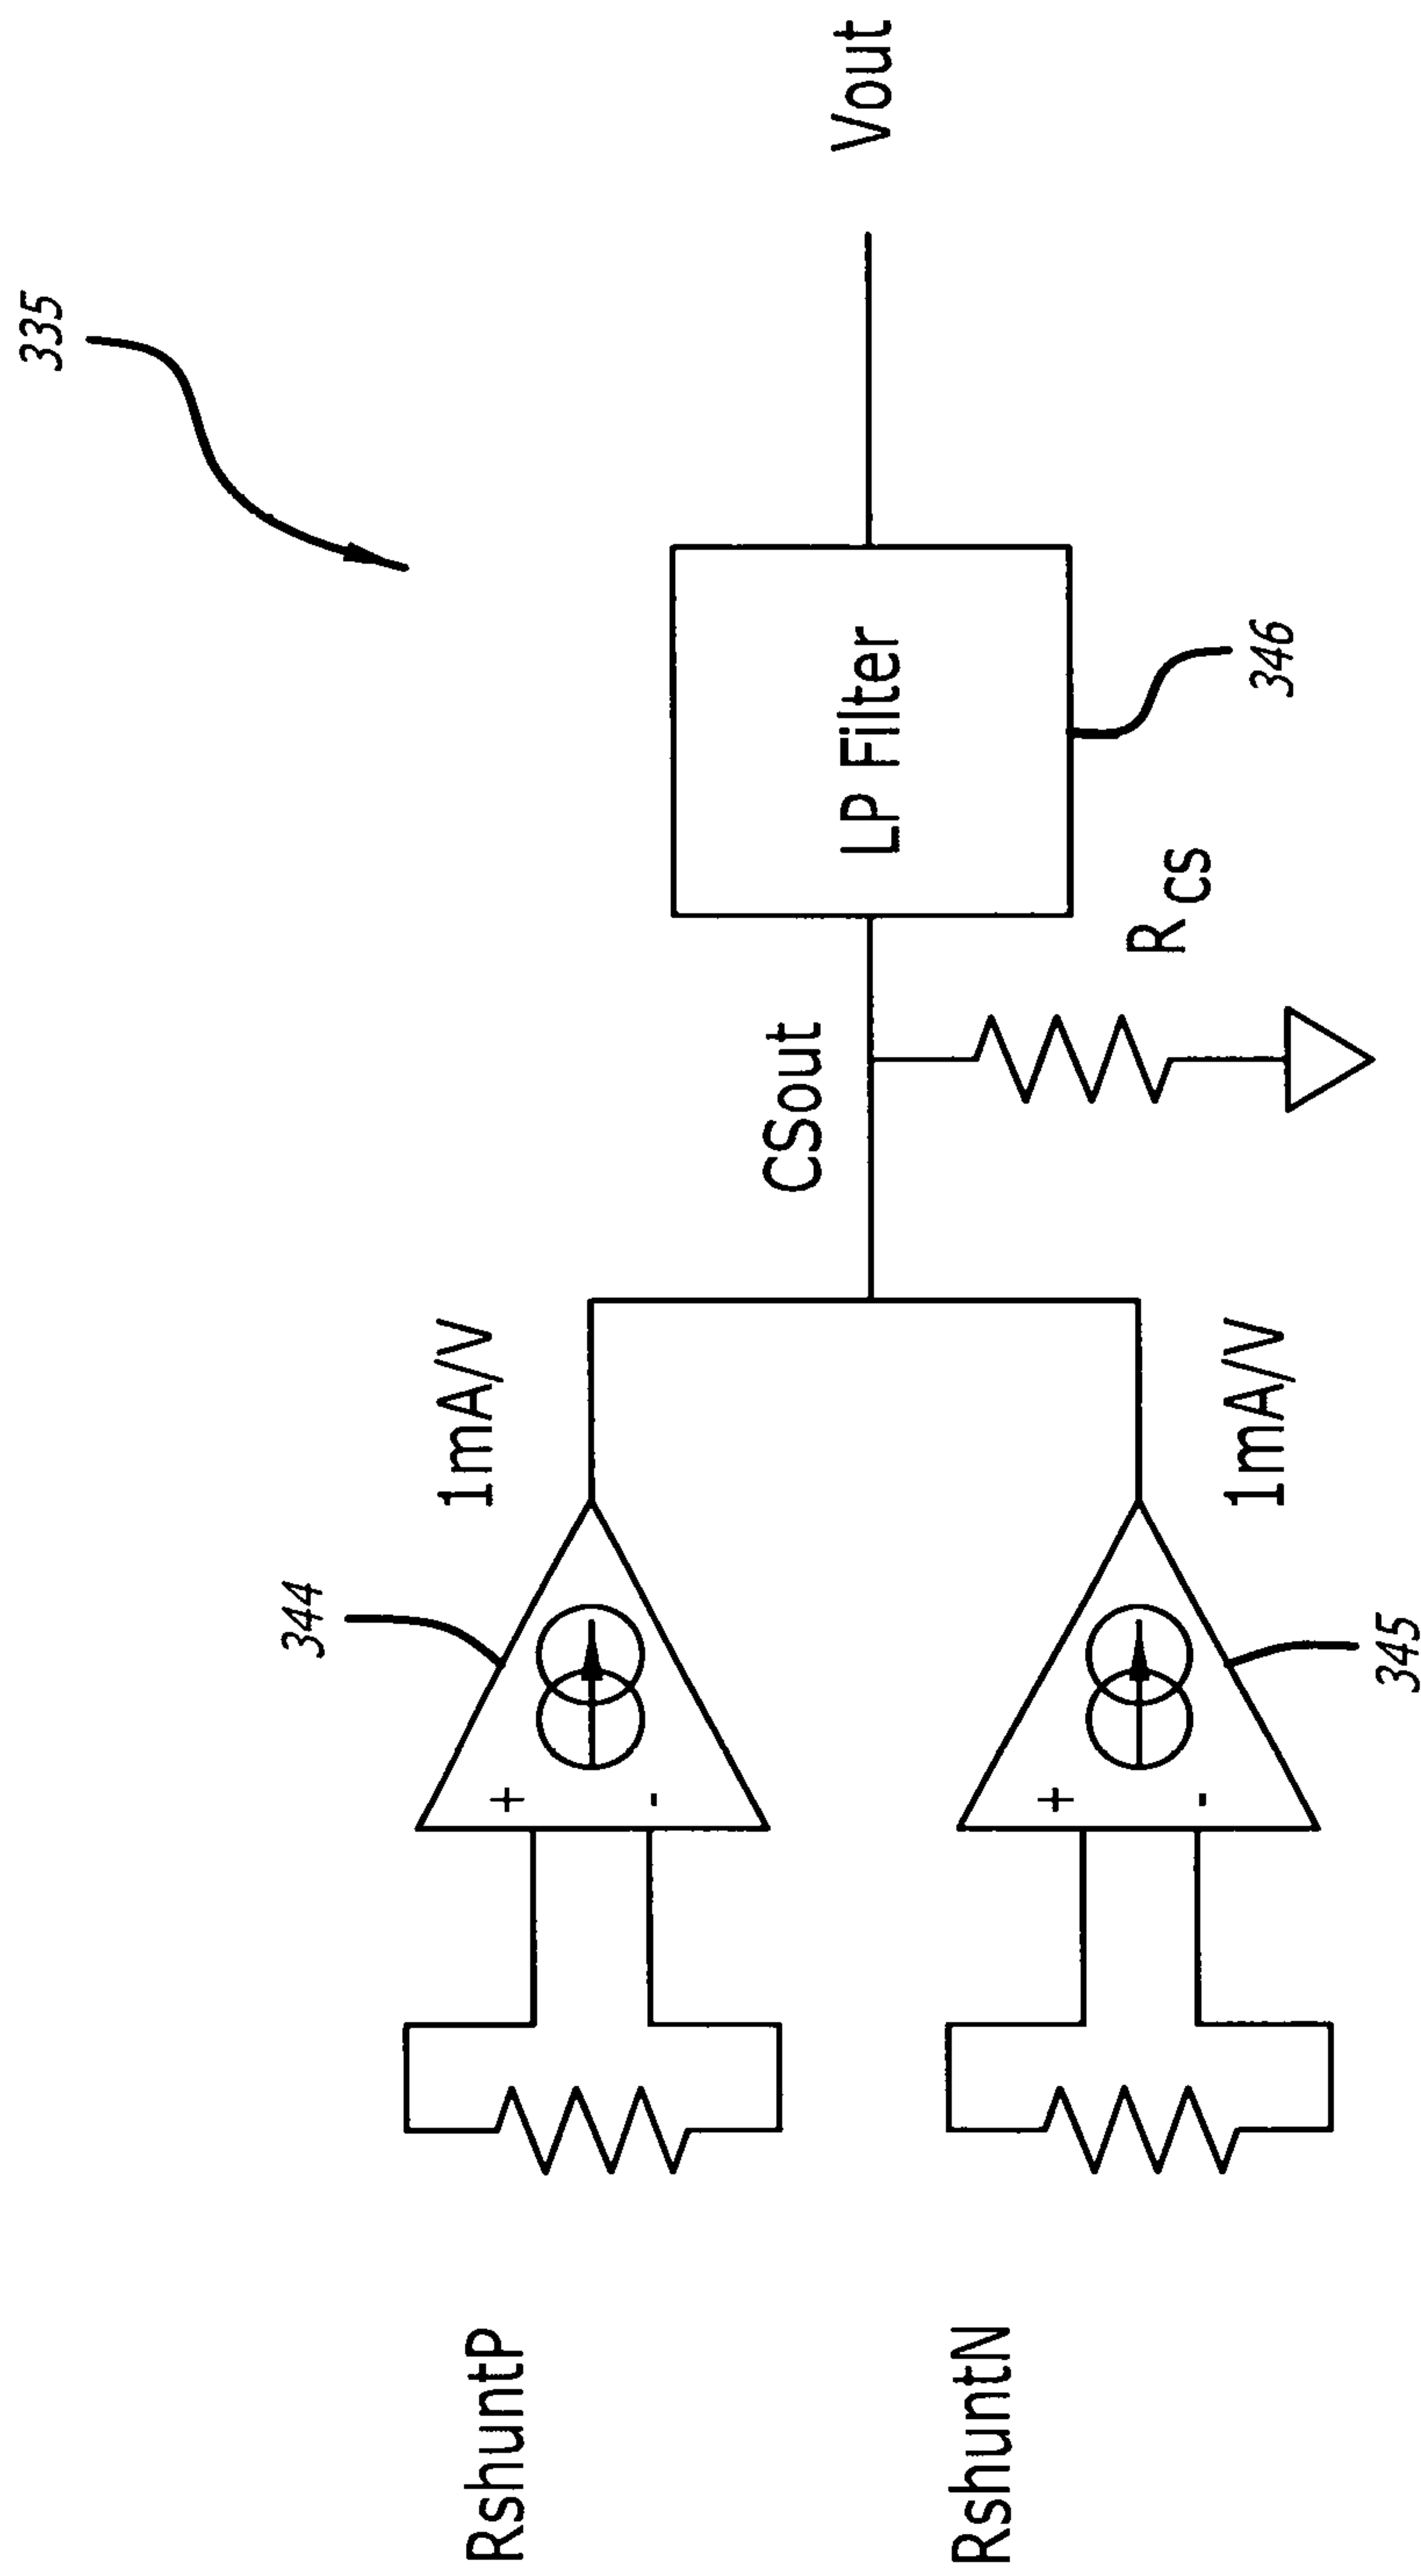 335
344
1mA/V
RshuntP
+
-
CSout
LP Filter
Vout
346
R CS
RshuntN
+
-
1mA/V
345